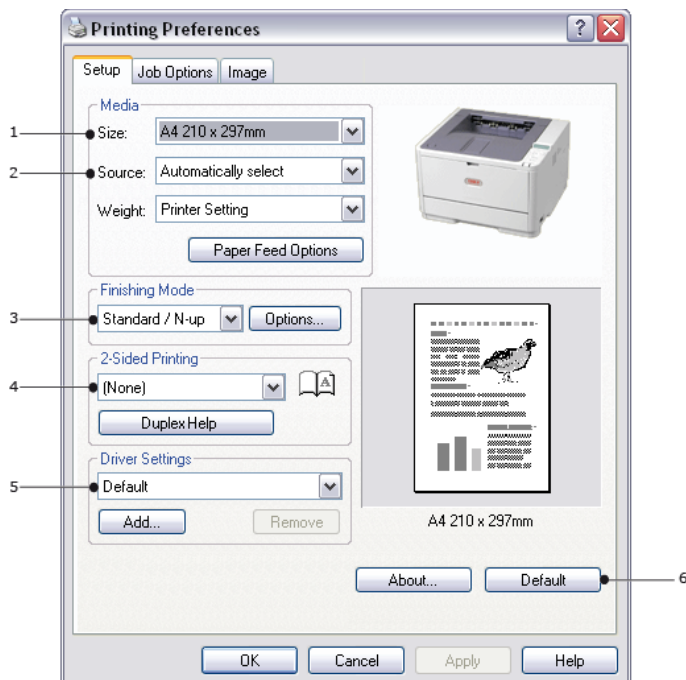 Printing Preferences
Setup Job Options Image
Media
1 Size: A4 210 x 297mm
2 Source: Automatically select
Weight: Printer Setting
Paper Feed Options
Finishing Mode
3 Standard / N-up Options...
2-Sided Printing
4 (None) A
Duplex Help
Driver Settings
5 Default
Add... Remove
A4 210 x 297mm
About... Default 6
OK Cancel Apply Help